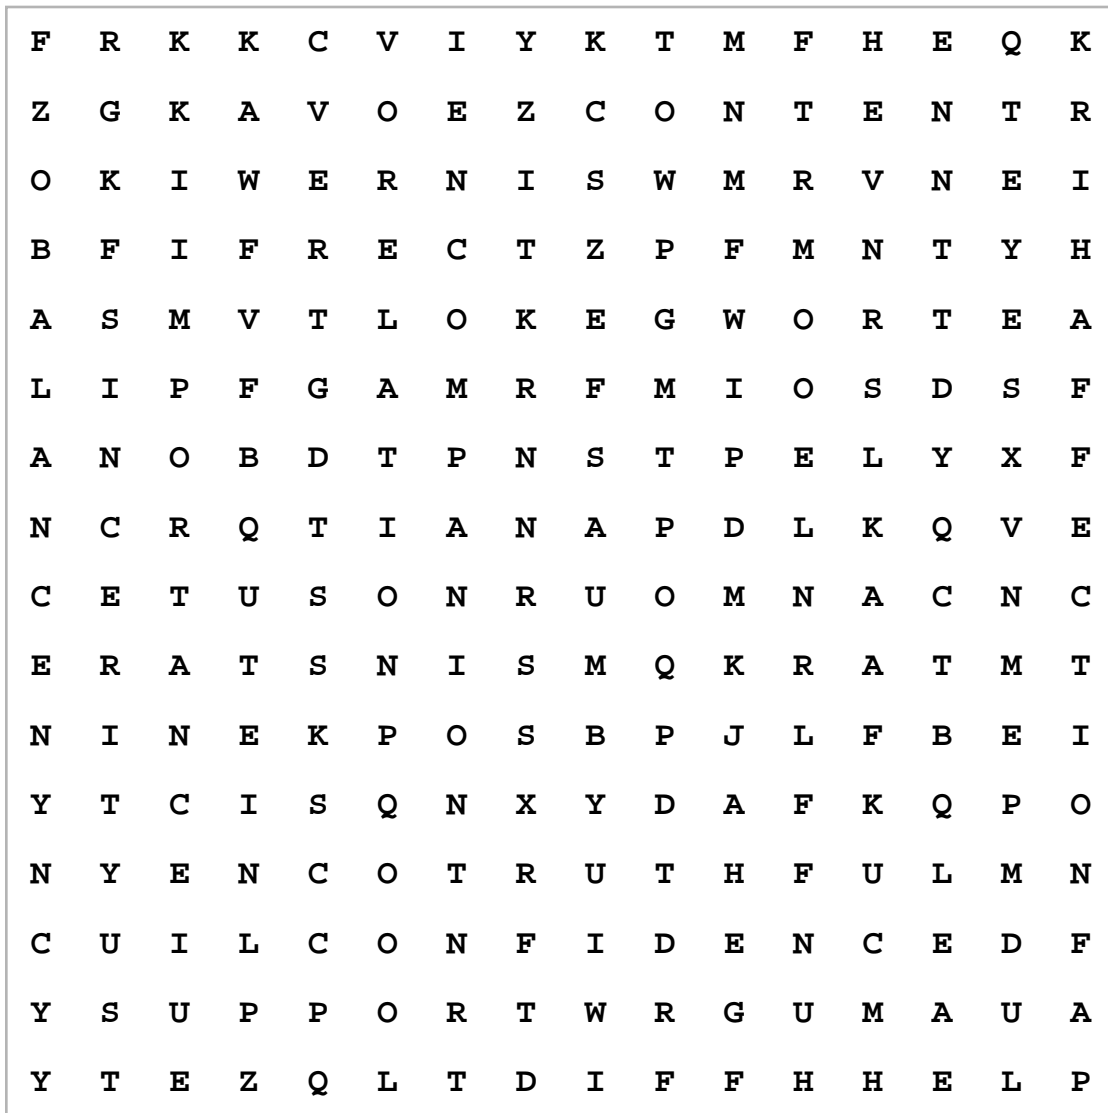 F R K K C V I Y K T M F H E Q K
Z G K A V O E Z C O N T E N T R
O K I W E R N I S W M R V N E I
B F I F R E C T Z P F M N T Y H
A S M V T L O K E G W O R T E A
L I P F G A M R F M I O S D S F
A N O B D T P N S T P E L Y X F
N C R Q T I A N A P D L K Q V E
C E T U S O N R U O M N A C N C
E R A T S N I S M Q K R A T M T
N I N E K P O S B P J L F B E I
Y T C I S Q N X Y D A F K Q P O
N Y E N C O T R U T H F U L M N
C U I L C O N F I D E N C E D F
Y S U P P O R T W R G U M A U A
Y T E Z Q L T D I F F H H E L P